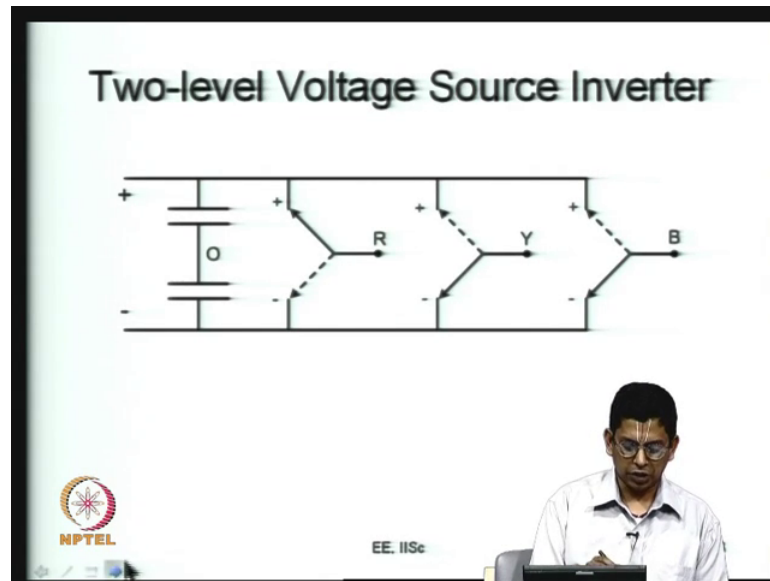 Two-level Voltage Source Inverter
+ + + +
R Y B
O
- - - -
NPTEL
EE, IISc